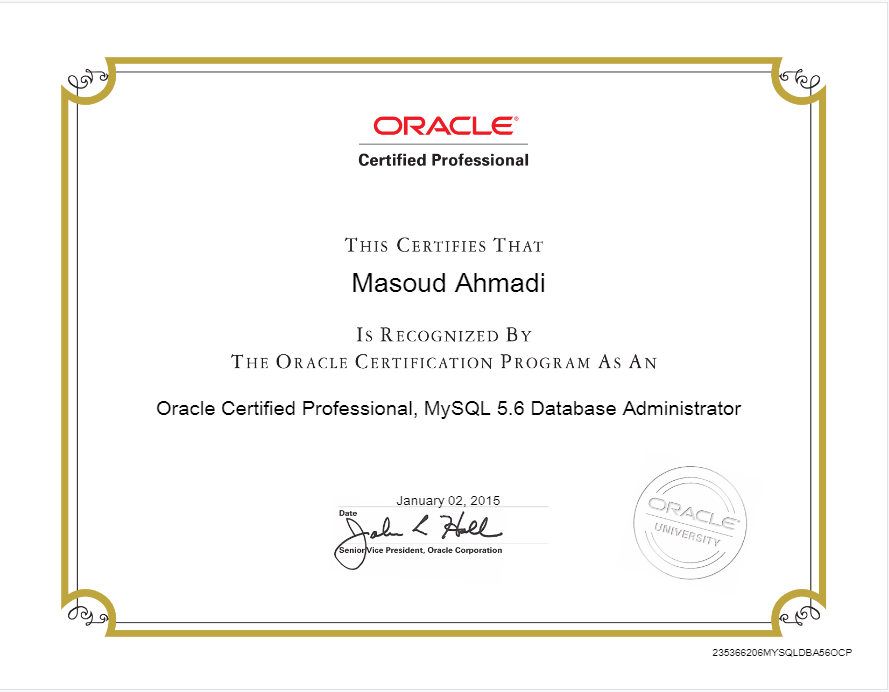 ORACLE®
Certified Professional
THIS CERTIFIES THAT
Masoud Ahmadi
IS RECOGNIZED BY
THE ORACLE CERTIFICATION PROGRAM AS AN
Oracle Certified Professional, MySQL 5.6 Database Administrator
January 02, 2015
Date
John L Hall
Senior Vice President, Oracle Corporation
ORACLE
UNIVERSITY
235366206MYSQLDBA56OCP